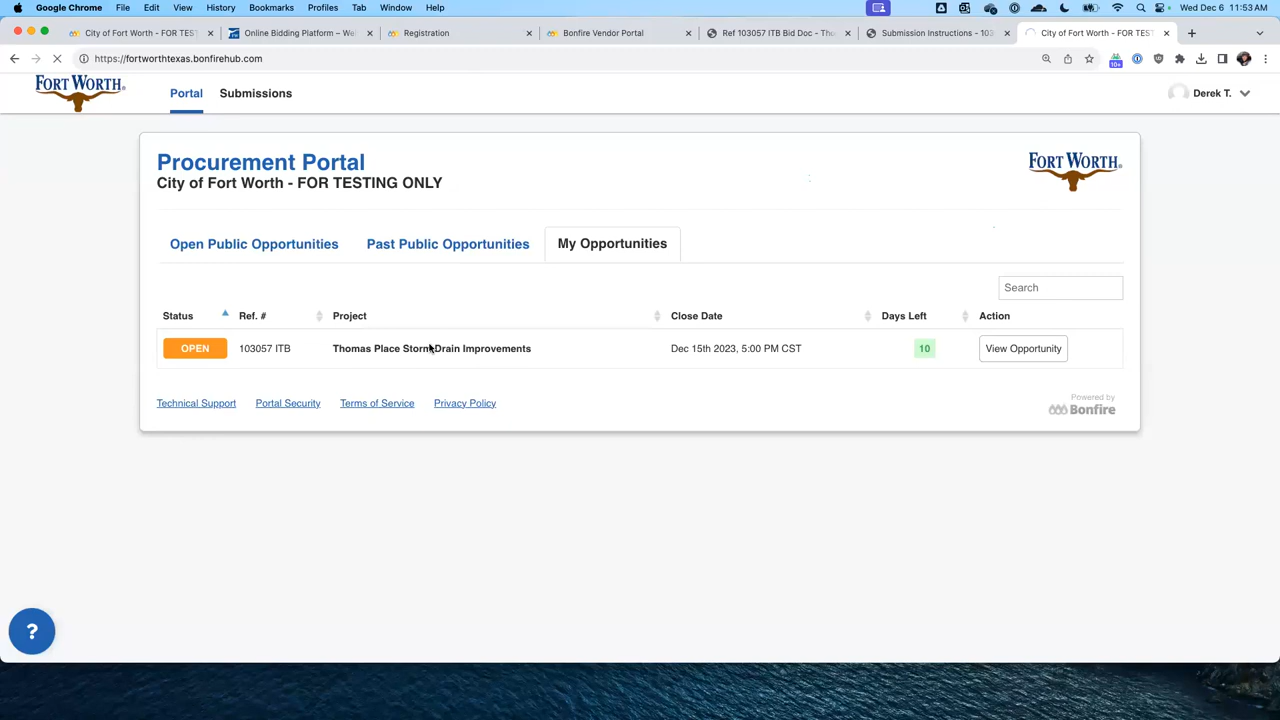 Google Chrome File Edit View History Bookmarks Profiles Tab Window Help Wed Dec 6 11:53 AM
City of Fort Worth - FOR TEST Online Bidding Platform – We Registration Bonfire Vendor Portal Ref 103057 ITB Bid Doc - Tho Submission Instructions - 103 City of Fort Worth - FOR TEST
https://fortworthtexas.bonfirehub.com 10+
FORT WORTH. Portal Submissions Derek T.
Procurement Portal
City of Fort Worth - FOR TESTING ONLY
FORT WORTH.
Open Public Opportunities Past Public Opportunities My Opportunities
Search
Status Ref. # Project Close Date Days Left Action
OPEN 103057 ITB Thomas Place Storm Drain Improvements Dec 15th 2023, 5:00 PM CST 10 View Opportunity
Technical Support Portal Security Terms of Service Privacy Policy
Powered by
Bonfire
?